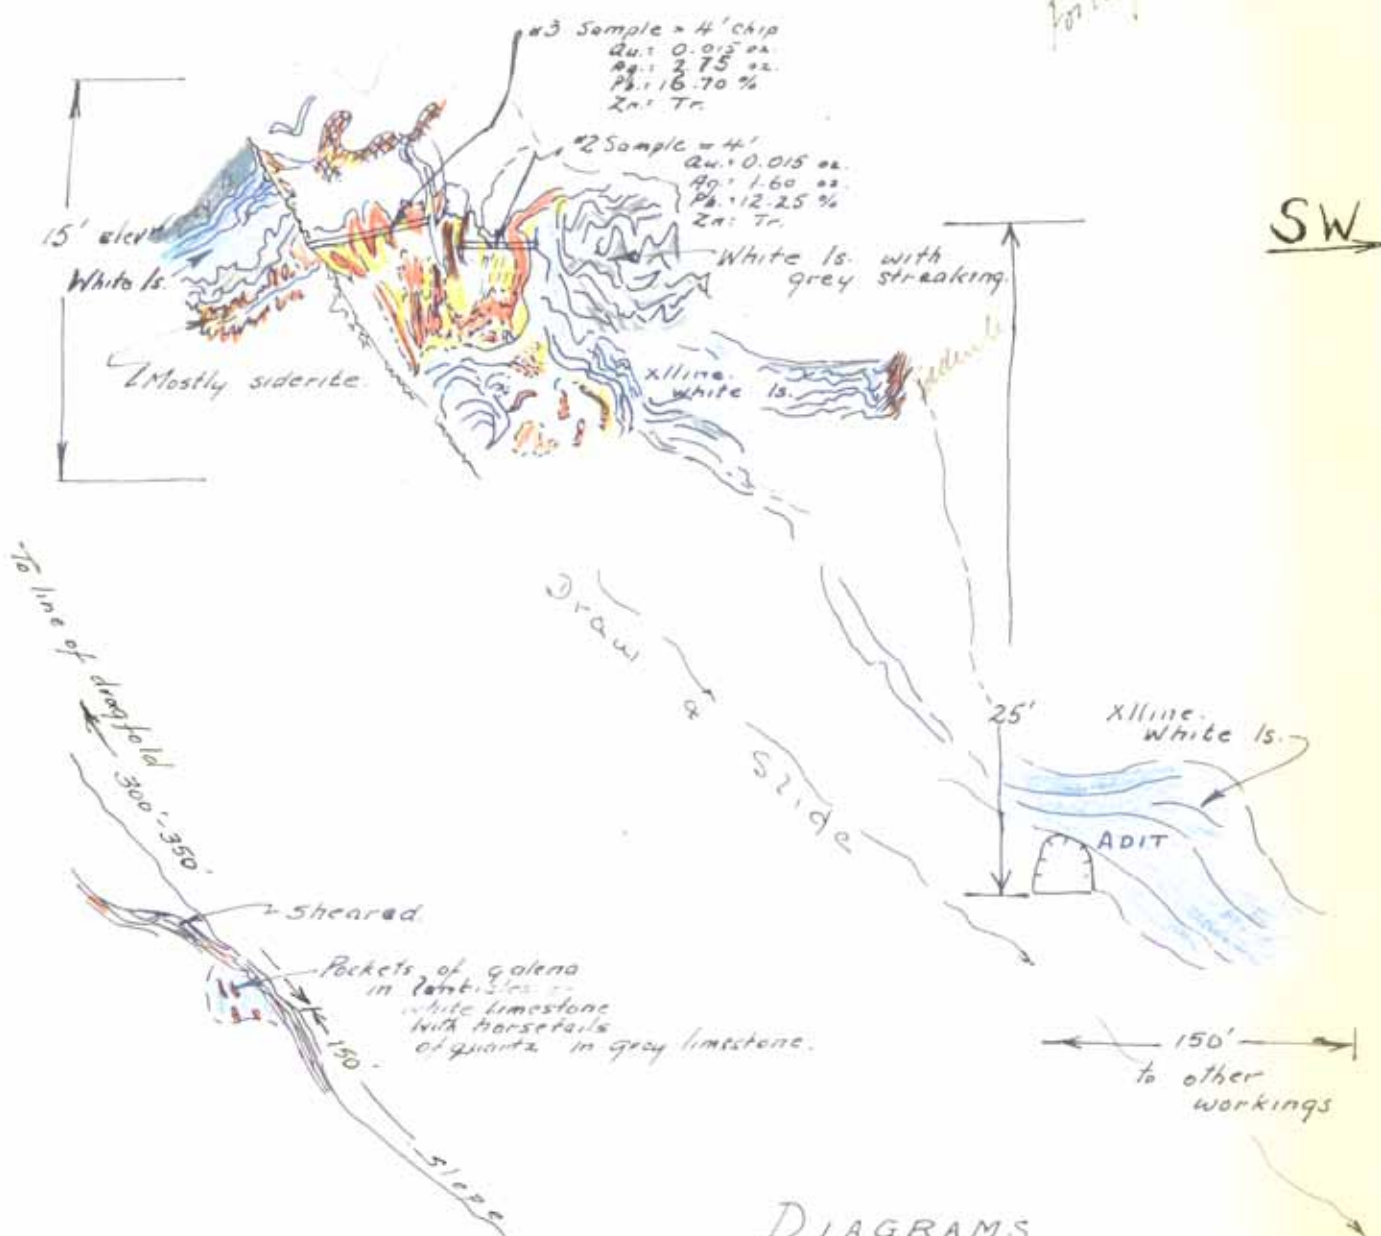 #3 Sample = 4' chip
Au.: 0.015 oz.
Ag.: 2.75 oz.
Pb.: 16.70 %
Zn.: Tr.
#2 Sample = 4'
Au.: 0.015 oz.
Ag.: 1.60 oz.
Pb.: 12.25 %
Zn: Tr.
SW
15' elevn
White ls.
White ls. with
grey streaking.
Mostly siderite.
xlline.
white ls.
To line of dragfold
300'-350'
Draw & Slide
25'
xlline.
White ls.
ADIT
Sheared.
Pockets of galena
in
white limestone
with horsetails
of quartz in grey limestone.
150'
Slope
150'
to other
workings
DIAGRAMS